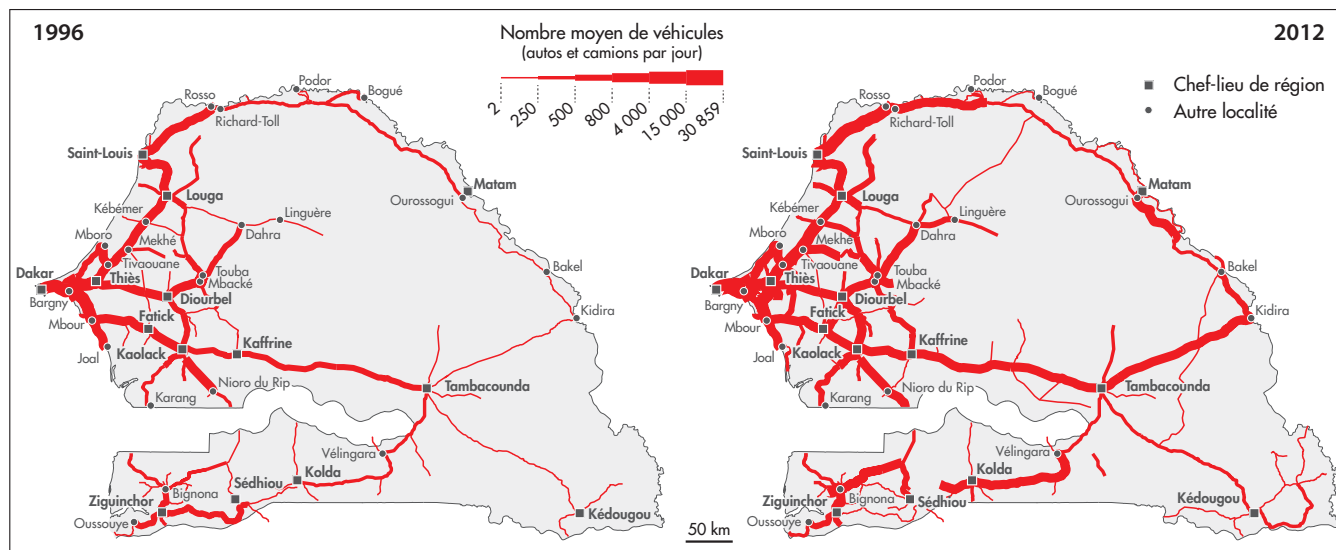 1996
Nombre moyen de véhicules
(autos et camions par jour)
2
250
500
800
4 000
15 000
30 859
2012
Chef-lieu de région
Autre localité
Podor
Bogué
Rosso
Richard-Toll
Saint-Louis
Matam
Ourossogui
Louga
Kébémer
Linguère
Dahra
Mboro
Mekhé
Tivaouane
Touba
Mbacké
Dakar
Thiès
Bargny
Diourbel
Bakel
Kidira
Mbour
Fatick
Joal
Kaolack
Kaffrine
Nioro du Rip
Karang
Tambacounda
Vélingara
Kolda
Sédhiou
Bignona
Ziguinchor
Oussouye
Kédougou
50 km
Podor
Bogué
Rosso
Richard-Toll
Saint-Louis
Matam
Ourossogui
Louga
Kébémer
Linguère
Dahra
Mboro
Mekhe
Tivaouane
Touba
Mbacké
Dakar
Thiès
Bargny
Diourbel
Bakel
Kidira
Mbour
Fatick
Joal
Kaolack
Kaffrine
Nioro du Rip
Karang
Tambacounda
Vélingara
Kolda
Sédhiou
Bignona
Ziguinchor
Oussouye
Kédougou